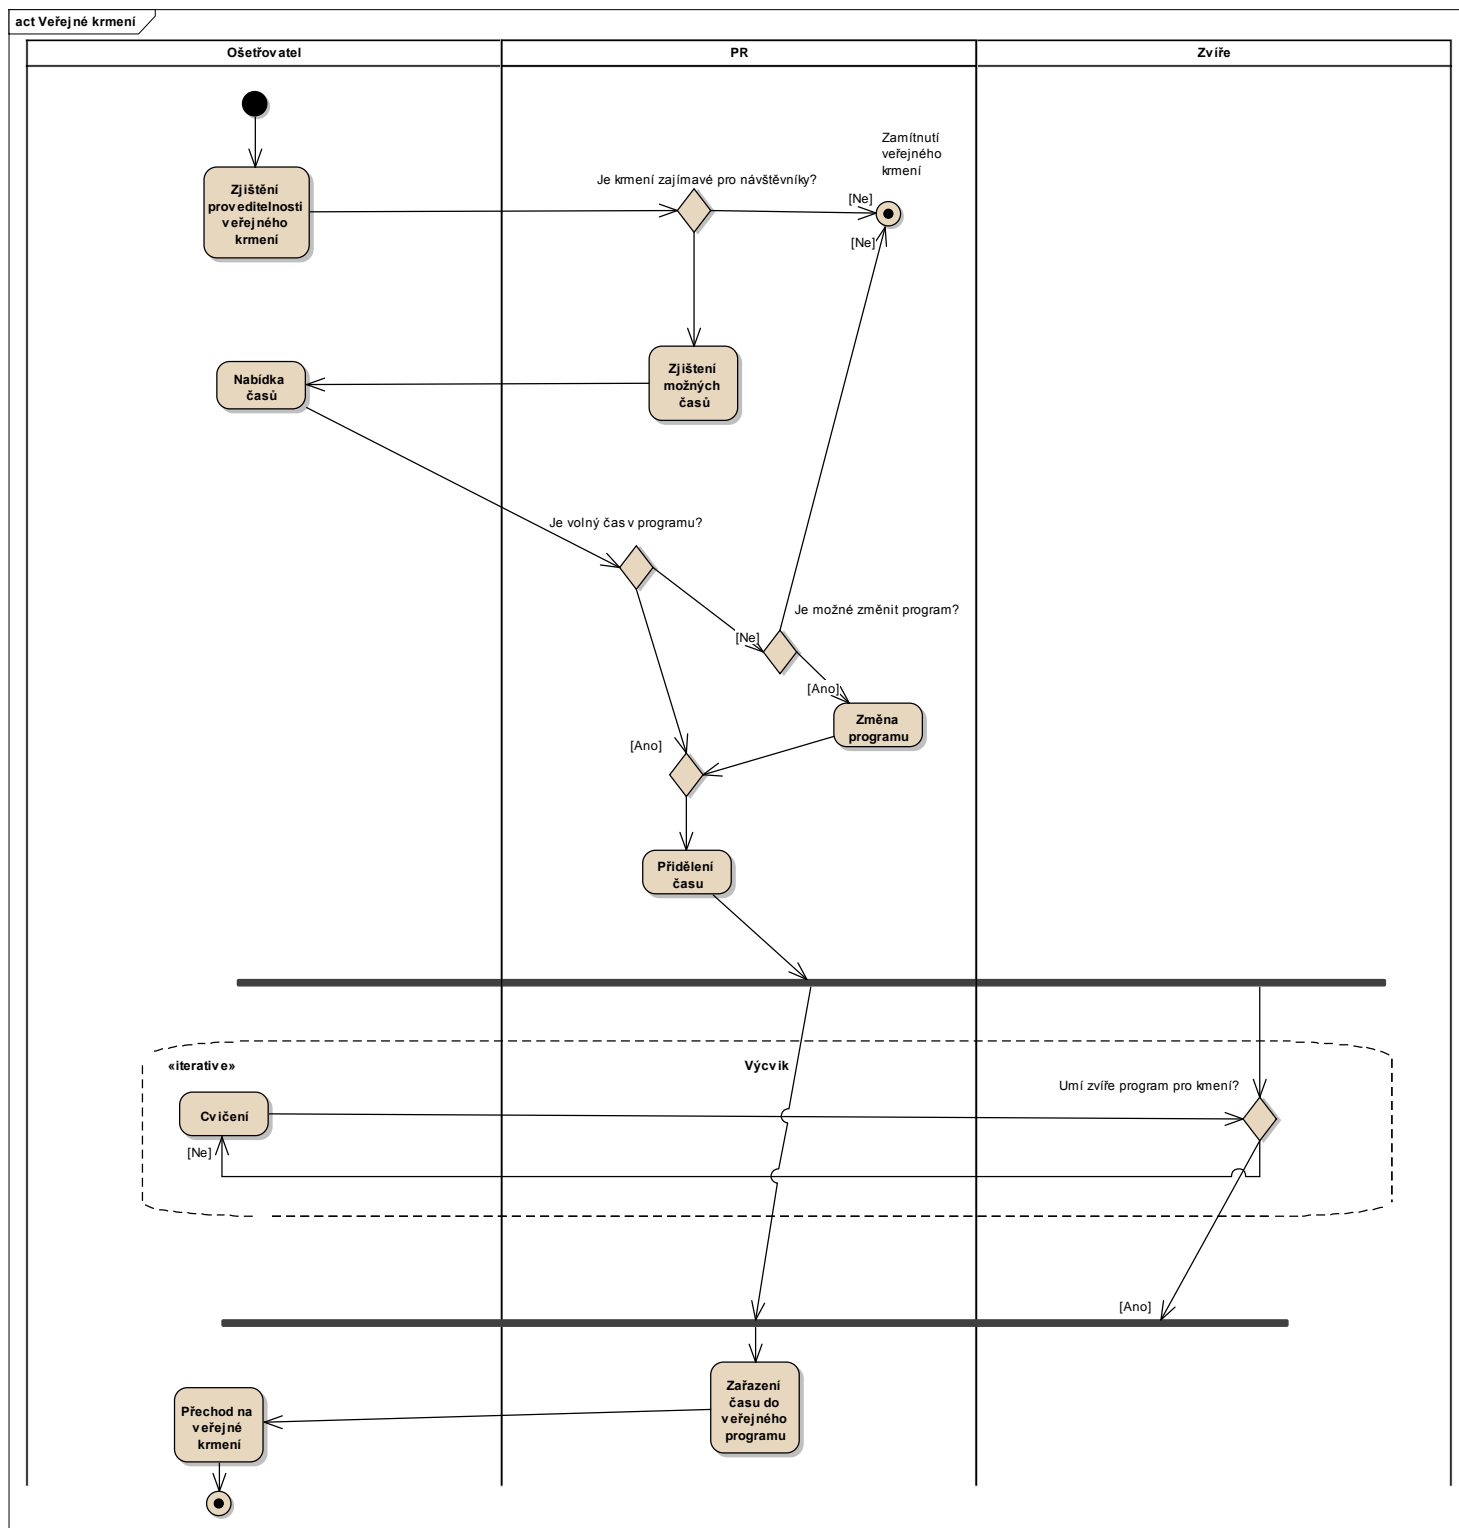 act Veřejné krmení
Ošetřovatel
PR
Zvíře
Zamítnutí
veřejného
krmení
Je krmení zajímavé pro návštěvníky?
[Ne]
Zjištění
proveditelnosti
veřejného
krmení
[Ne]
Zjištení
možných
časů
Nabídka
časů
Je volný čas v programu?
Je možné změnit program?
[Ne]
[Ano]
Změna
programu
[Ano]
Přidělení
času
«iterative»
Výcvik
Umí zvíře program pro kmení?
Cvičení
[Ne]
[Ano]
Zařazení
času do
veřejného
programu
Přechod na
veřejné
krmení